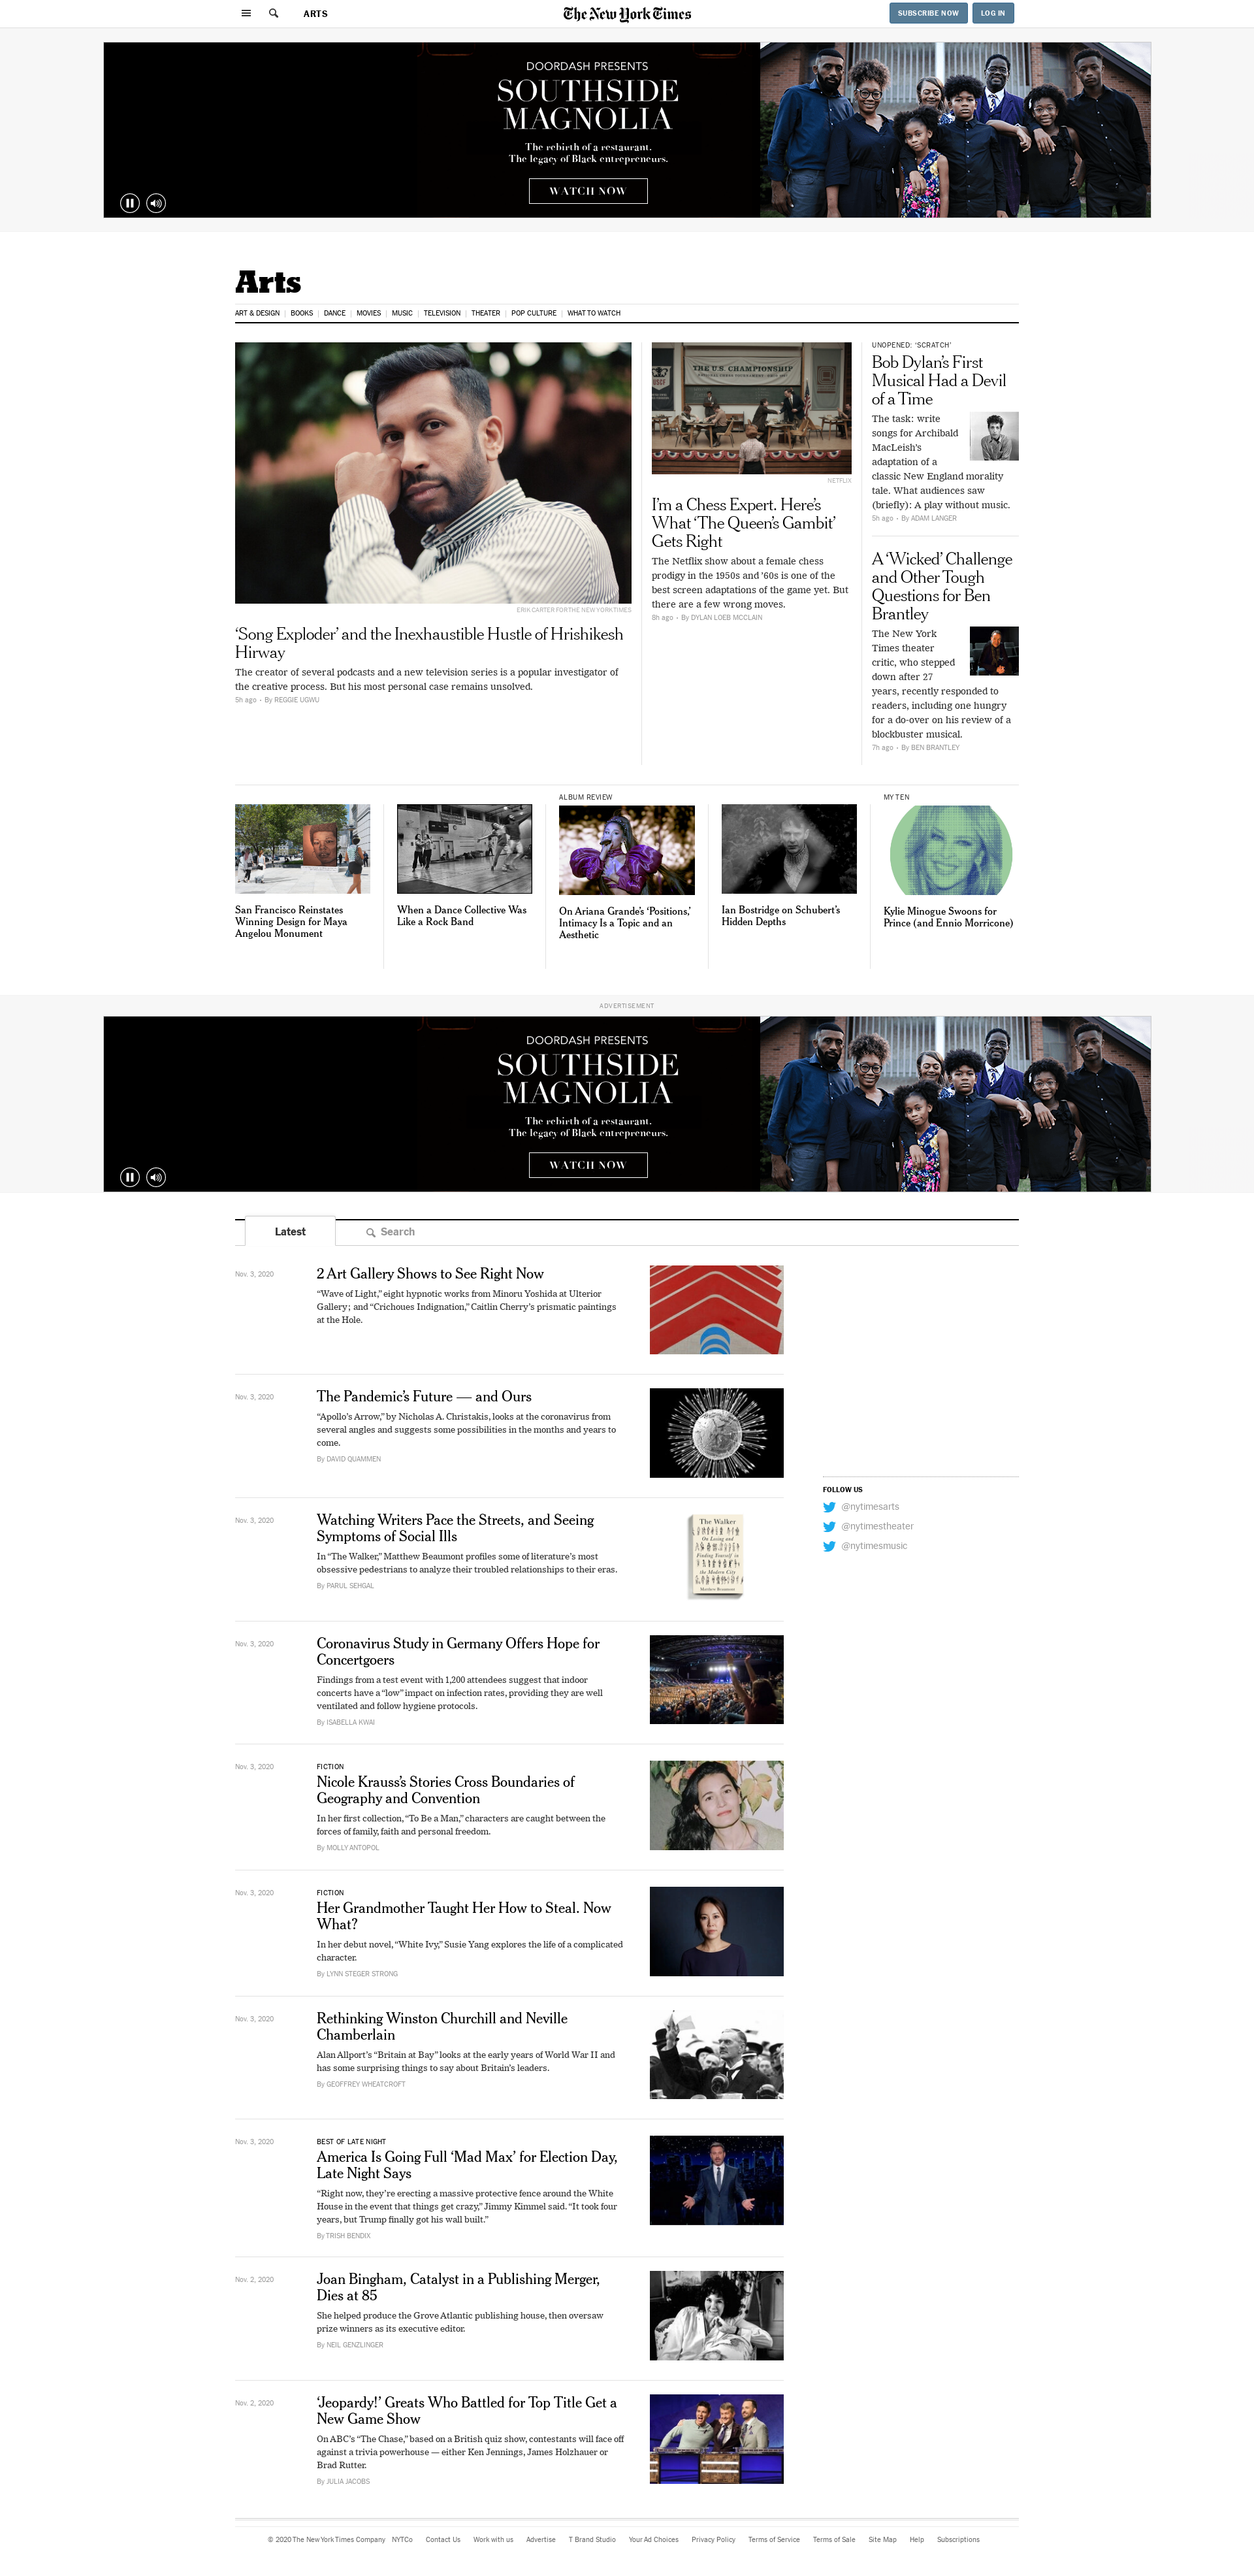 ARTS
The New York Times
SUBSCRIBE NOW
LOG IN
DOORDASH PRESENTS
SOUTHSIDE
MAGNOLIA
The rebirth of a restaurant.
The legacy of Black entrepreneurs.
WATCH NOW
Arts
ART & DESIGN | BOOKS | DANCE | MOVIES | MUSIC | TELEVISION | THEATER | POP CULTURE | WHAT TO WATCH
ERIK CARTER FOR THE NEW YORK TIMES
‘Song Exploder’ and the Inexhaustible Hustle of Hrishikesh
Hirway
The creator of several podcasts and a new television series is a popular investigator of
the creative process. But his most personal case remains unsolved.
5h ago • By REGGIE UGWU
THE U.S. CHAMPIONSHIP
NETFLIX
I’m a Chess Expert. Here’s
What ‘The Queen’s Gambit’
Gets Right
The Netflix show about a female chess
prodigy in the 1950s and ’60s is one of the
best screen adaptations of the game yet. But
there are a few wrong moves.
8h ago • By DYLAN LOEB MCCLAIN
UNOPENED: ‘SCRATCH’
Bob Dylan’s First
Musical Had a Devil
of a Time
The task: write
songs for Archibald
MacLeish’s
adaptation of a
classic New England morality
tale. What audiences saw
(briefly): A play without music.
5h ago • By ADAM LANGER
A ‘Wicked’ Challenge
and Other Tough
Questions for Ben
Brantley
The New York
Times theater
critic, who stepped
down after 27
years, recently responded to
readers, including one hungry
for a do-over on his review of a
blockbuster musical.
7h ago • By BEN BRANTLEY
San Francisco Reinstates
Winning Design for Maya
Angelou Monument
When a Dance Collective Was
Like a Rock Band
ALBUM REVIEW
On Ariana Grande’s ‘Positions,’
Intimacy Is a Topic and an
Aesthetic
Ian Bostridge on Schubert’s
Hidden Depths
MY TEN
Kylie Minogue Swoons for
Prince (and Ennio Morricone)
ADVERTISEMENT
DOORDASH PRESENTS
SOUTHSIDE
MAGNOLIA
The rebirth of a restaurant.
The legacy of Black entrepreneurs.
WATCH NOW
Latest
Search
Nov. 3, 2020
2 Art Gallery Shows to See Right Now
“Wave of Light,” eight hypnotic works from Minoru Yoshida at Ulterior
Gallery; and “Crichoues Indignation,” Caitlin Cherry’s prismatic paintings
at the Hole.
Nov. 3, 2020
The Pandemic’s Future — and Ours
“Apollo’s Arrow,” by Nicholas A. Christakis, looks at the coronavirus from
several angles and suggests some possibilities in the months and years to
come.
By DAVID QUAMMEN
FOLLOW US
@nytimesarts
@nytimestheater
@nytimesmusic
Nov. 3, 2020
Watching Writers Pace the Streets, and Seeing
Symptoms of Social Ills
In “The Walker,” Matthew Beaumont profiles some of literature’s most
obsessive pedestrians to analyze their troubled relationships to their eras.
By PARUL SEHGAL
The Walker
On Losing and
Finding Yourself in
the Modern City
Matthew Beaumont
Nov. 3, 2020
Coronavirus Study in Germany Offers Hope for
Concertgoers
Findings from a test event with 1,200 attendees suggest that indoor
concerts have a “low” impact on infection rates, providing they are well
ventilated and follow hygiene protocols.
By ISABELLA KWAI
Nov. 3, 2020
FICTION
Nicole Krauss’s Stories Cross Boundaries of
Geography and Convention
In her first collection, “To Be a Man,” characters are caught between the
forces of family, faith and personal freedom.
By MOLLY ANTOPOL
Nov. 3, 2020
FICTION
Her Grandmother Taught Her How to Steal. Now
What?
In her debut novel, “White Ivy,” Susie Yang explores the life of a complicated
character.
By LYNN STEGER STRONG
Nov. 3, 2020
Rethinking Winston Churchill and Neville
Chamberlain
Alan Allport’s “Britain at Bay” looks at the early years of World War II and
has some surprising things to say about Britain’s leaders.
By GEOFFREY WHEATCROFT
Nov. 3, 2020
BEST OF LATE NIGHT
America Is Going Full ‘Mad Max’ for Election Day,
Late Night Says
“Right now, they’re erecting a massive protective fence around the White
House in the event that things get crazy,” Jimmy Kimmel said. “It took four
years, but Trump finally got his wall built.”
By TRISH BENDIX
Nov. 2, 2020
Joan Bingham, Catalyst in a Publishing Merger,
Dies at 85
She helped produce the Grove Atlantic publishing house, then oversaw
prize winners as its executive editor.
By NEIL GENZLINGER
Nov. 2, 2020
‘Jeopardy!’ Greats Who Battled for Top Title Get a
New Game Show
On ABC’s “The Chase,” based on a British quiz show, contestants will face off
against a trivia powerhouse — either Ken Jennings, James Holzhauer or
Brad Rutter.
By JULIA JACOBS
© 2020 The New York Times Company NYTCo Contact Us Work with us Advertise T Brand Studio Your Ad Choices Privacy Policy Terms of Service Terms of Sale Site Map Help Subscriptions